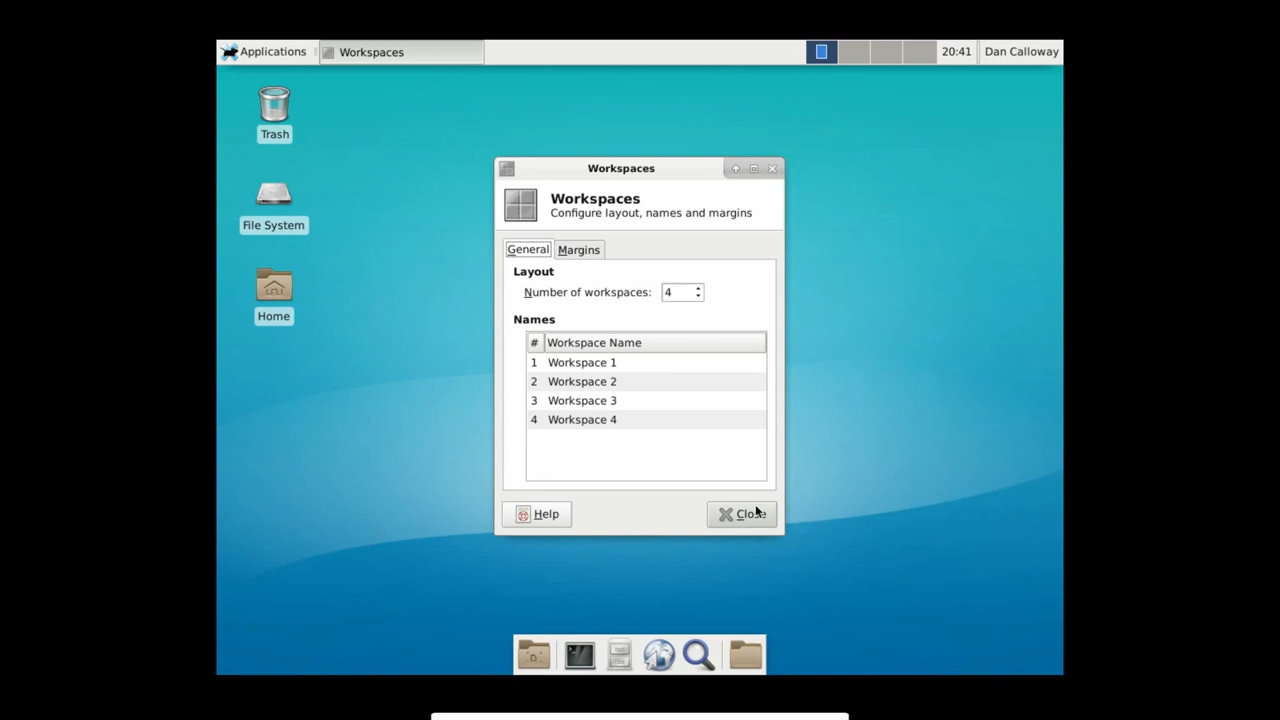 Applications
Workspaces
20:41
Dan Calloway
Trash
File System
Home
Workspaces
Workspaces
Configure layout, names and margins
General
Margins
Layout
Number of workspaces: 4
Names
# Workspace Name
1 Workspace 1
2 Workspace 2
3 Workspace 3
4 Workspace 4
Help
Close